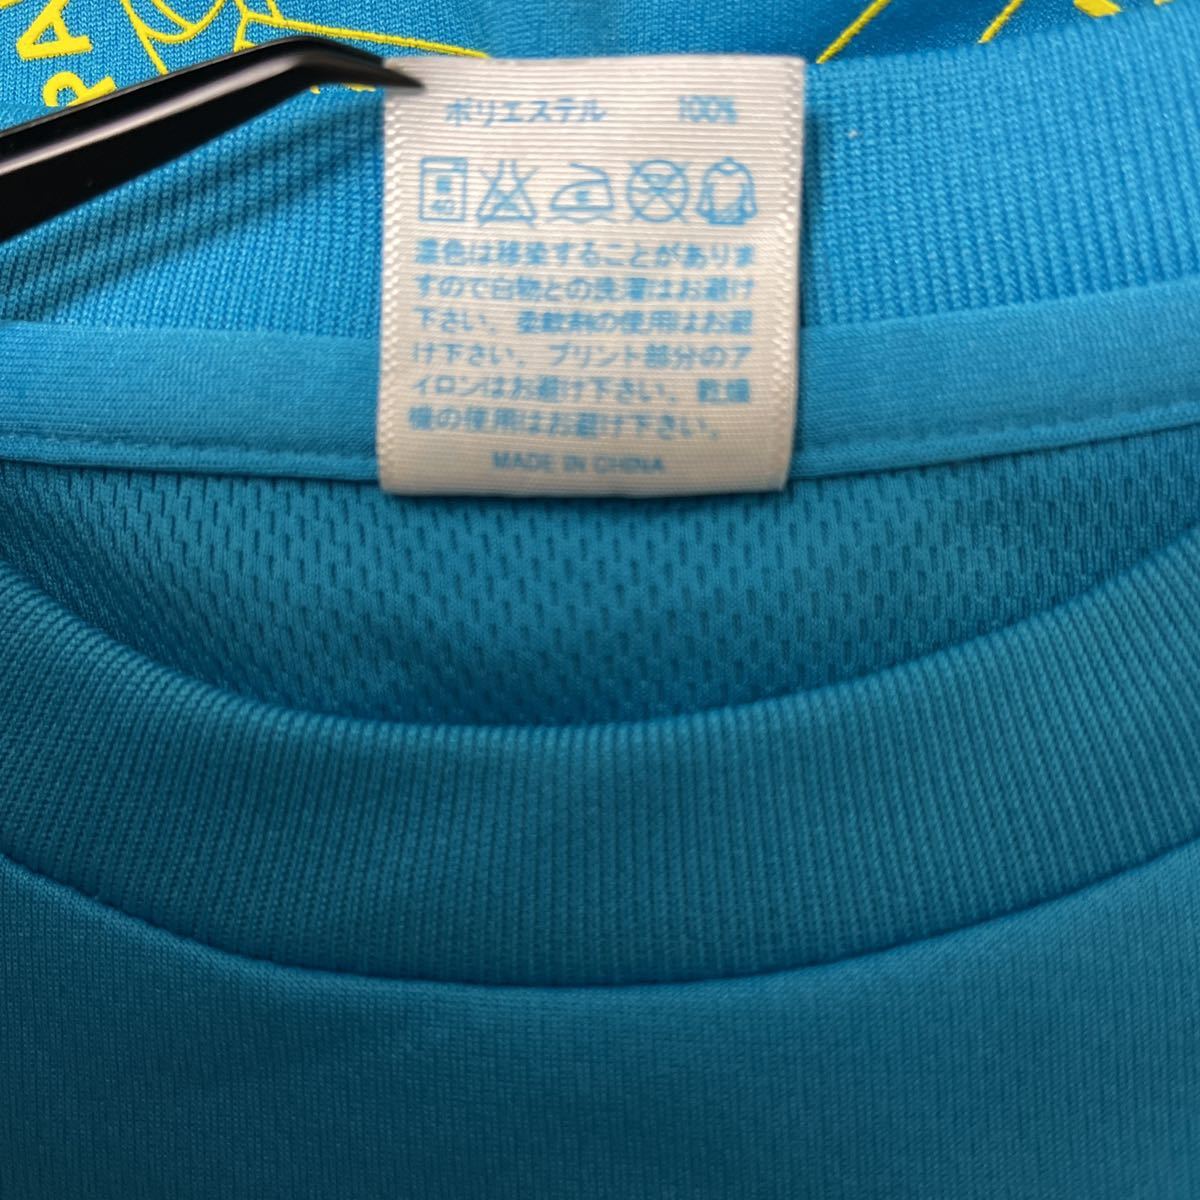 PA
ポリエステル 100%
40
濃色は移染することがありま
すので白物との洗濯はお避け
下さい。柔軟剤の使用はお避
け下さい。プリント部分のア
イロンはお避け下さい。乾燥
機の使用はお避け下さい。
MADE IN CHINA